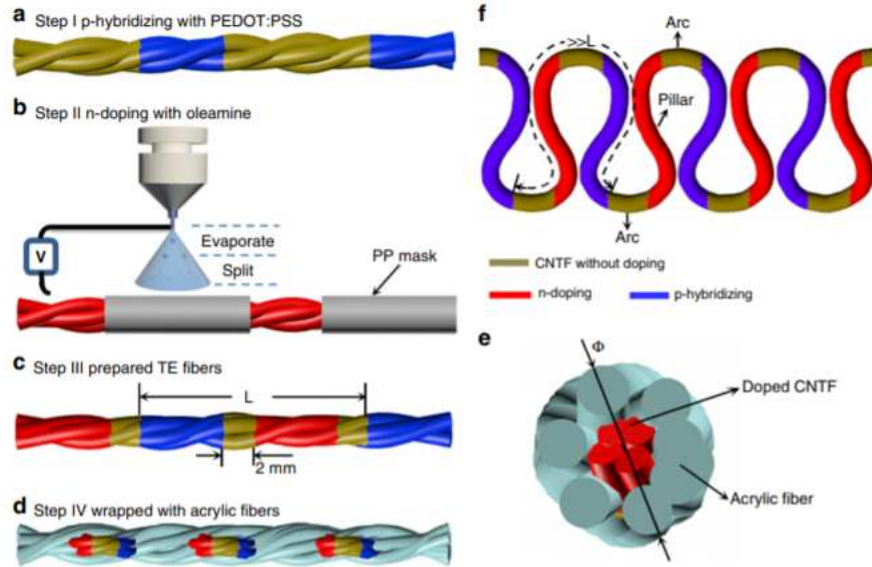 a Step I p-hybridizing with PEDOT:PSS
b Step II n-doping with oleamine
V
Evaporate
Split
PP mask
c Step III prepared TE fibers
L
2 mm
d Step IV wrapped with acrylic fibers
f
Arc
>>L
Pillar
Arc
CNTF without doping
n-doping
p-hybridizing
e
Φ
Doped CNTF
Acrylic fiber